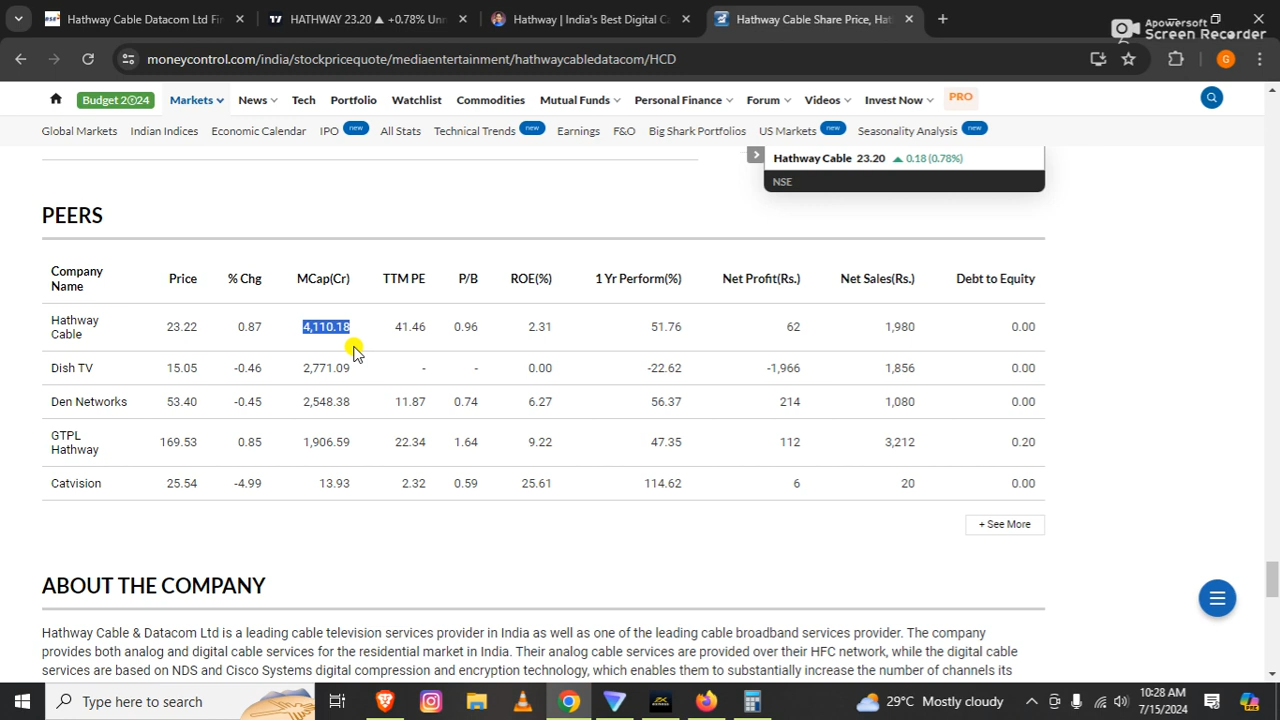 Hathway Cable Datacom Ltd Fin
HATHWAY 23.20 ▲ +0.78% Unn
Hathway | India's Best Digital Ca
Hathway Cable Share Price, Hat
Apowersoft
Screen Recorder
moneycontrol.com/india/stockpricequote/mediaentertainment/hathwaycabledatacom/HCD
G
Budget 2024 Markets News Tech Portfolio Watchlist Commodities Mutual Funds Personal Finance Forum Videos Invest Now PRO
Global Markets Indian Indices Economic Calendar IPO new All Stats Technical Trends new Earnings F&O Big Shark Portfolios US Markets new Seasonality Analysis new
Hathway Cable 23.20 ▲ 0.18 (0.78%)
NSE
PEERS
Company Name Price % Chg MCap(Cr) TTM PE P/B ROE(%) 1 Yr Perform(%) Net Profit(Rs.) Net Sales(Rs.) Debt to Equity
Hathway Cable 23.22 0.87 4,110.18 41.46 0.96 2.31 51.76 62 1,980 0.00
Dish TV 15.05 -0.46 2,771.09 - - 0.00 -22.62 -1,966 1,856 0.00
Den Networks 53.40 -0.45 2,548.38 11.87 0.74 6.27 56.37 214 1,080 0.00
GTPL Hathway 169.53 0.85 1,906.59 22.34 1.64 9.22 47.35 112 3,212 0.20
Catvision 25.54 -4.99 13.93 2.32 0.59 25.61 114.62 6 20 0.00
+ See More
ABOUT THE COMPANY
Hathway Cable & Datacom Ltd is a leading cable television services provider in India as well as one of the leading cable broadband services provider. The company
provides both analog and digital cable services for the residential market in India. Their analog cable services are provided over their HFC network, while the digital cable
services are based on NDS and Cisco Systems digital compression and encryption technology, which enables them to substantially increase the number of channels its
Type here to search
29°C Mostly cloudy
10:28 AM
7/15/2024